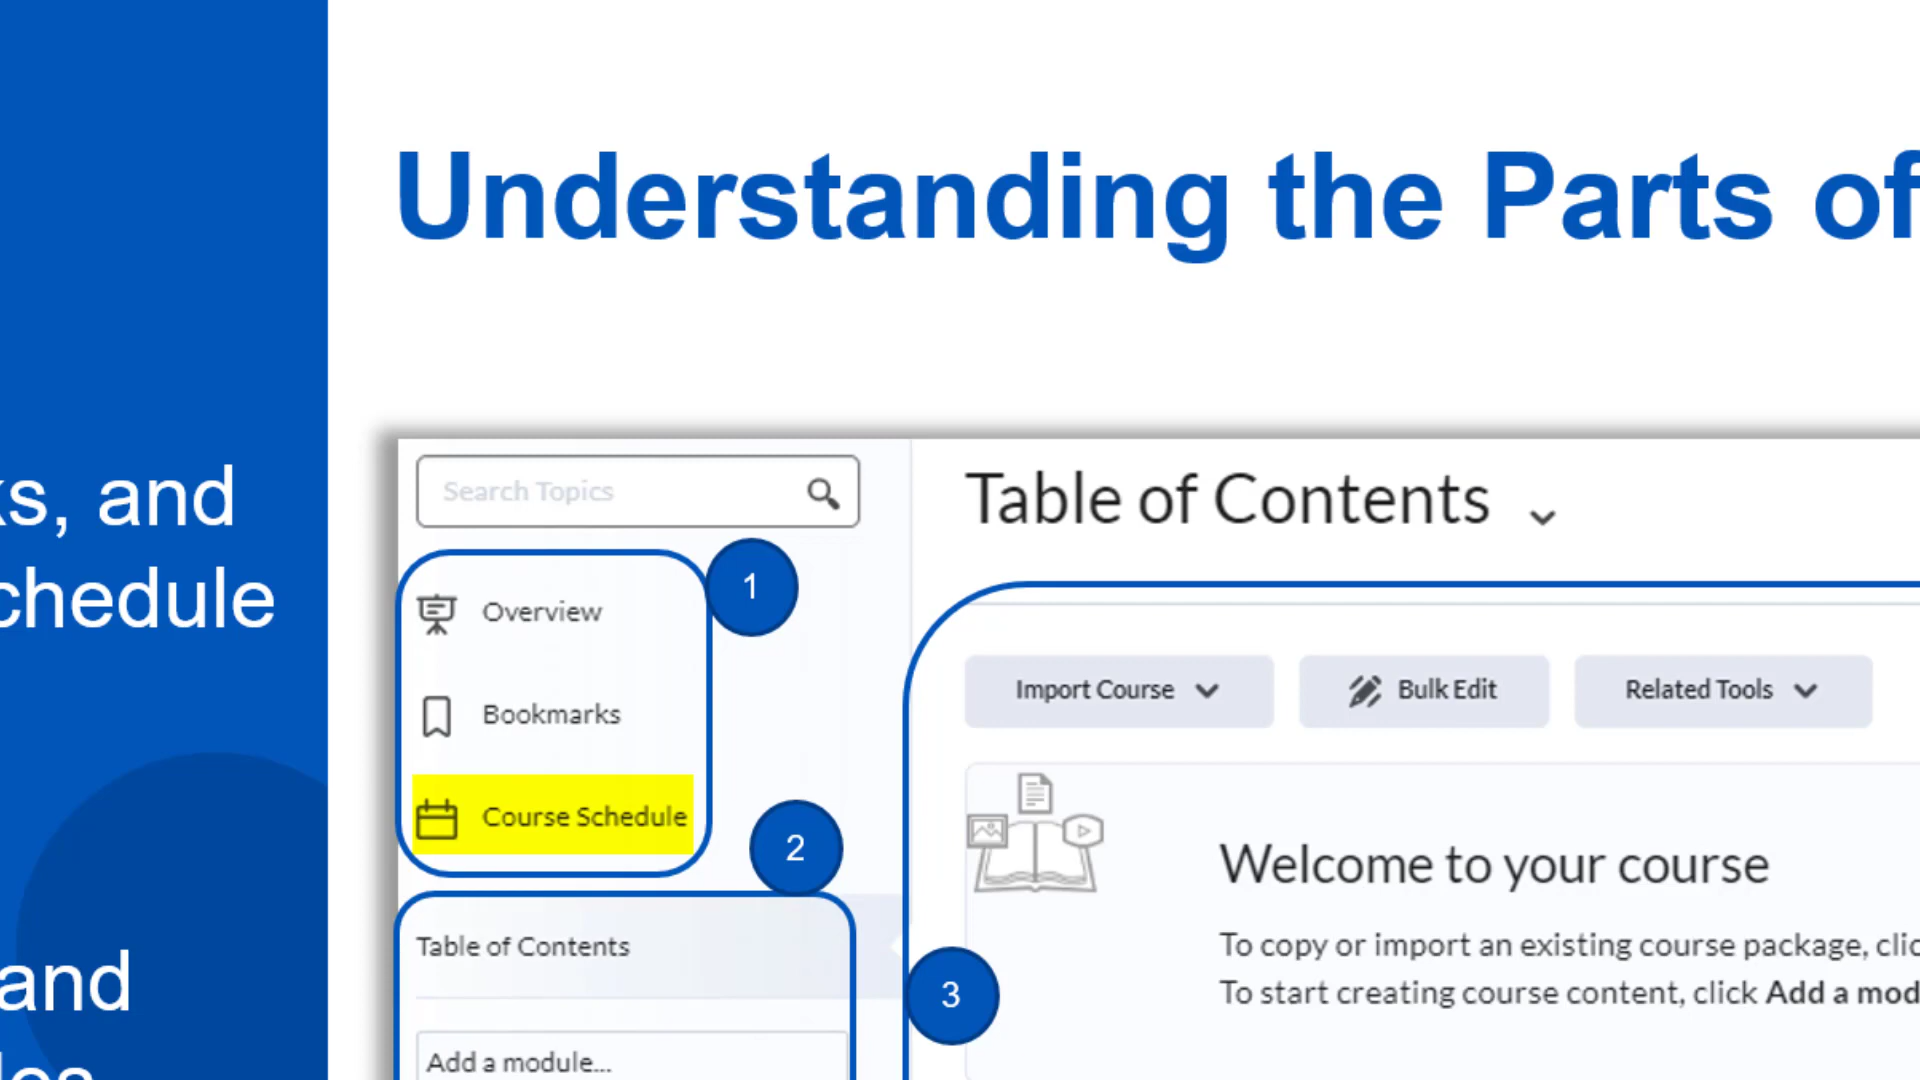 Understanding the Parts of
and
chedule
and
Search Topics
1
Overview
Bookmarks
Course Schedule
2
Table of Contents
Add a module...
Table of Contents
Import Course
Bulk Edit
Related Tools
Welcome to your course
To copy or import an existing course package,
To start creating course content, click Add a mod
3